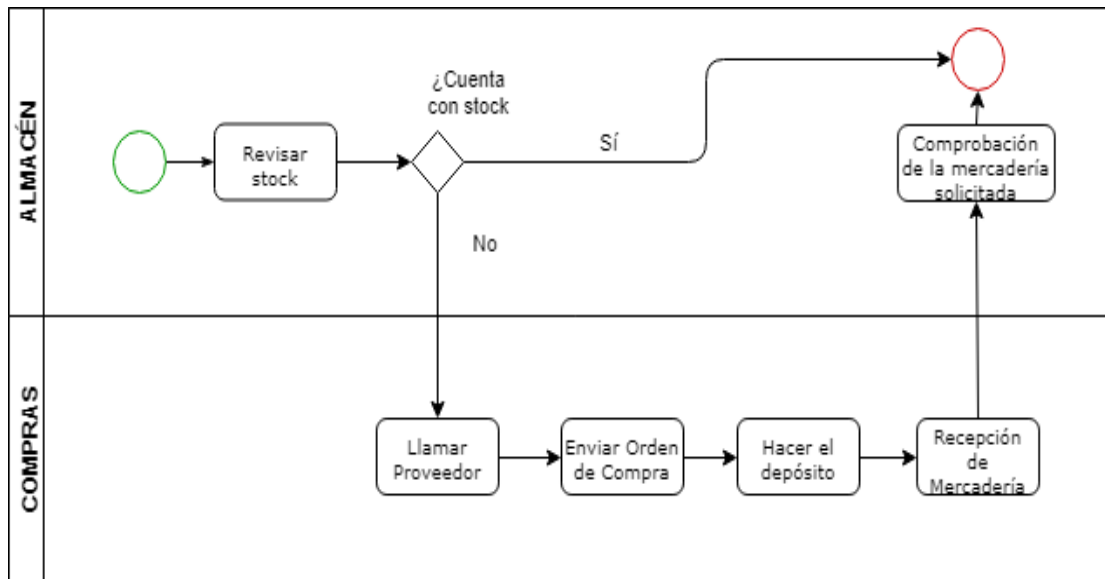 ALMACÉN
¿Cuenta
con stock
Revisar
stock
Sí
No
Comprobación
de la mercadería
solicitada
COMPRAS
Llamar
Proveedor
Enviar Orden
de Compra
Hacer el
depósito
Recepción
de
Mercadería